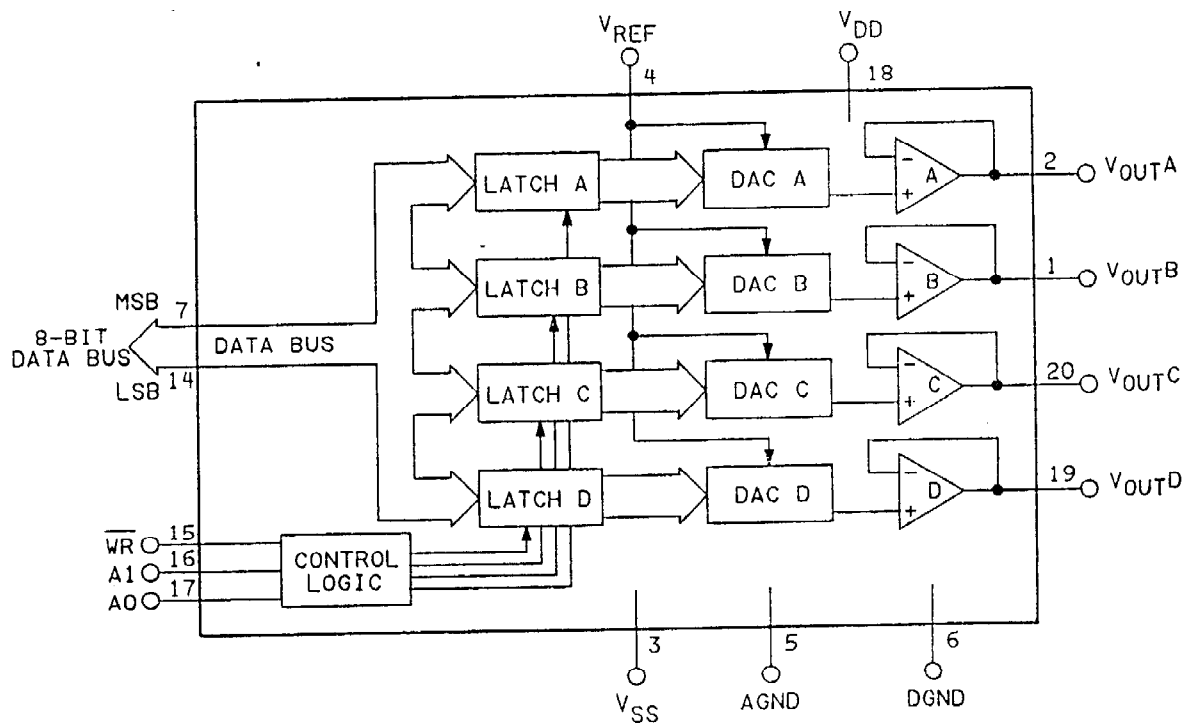 VREF
VDD
4
18
LATCH A
DAC A
-
+
A
2
VOUTA
LATCH B
DAC B
-
+
B
1
VOUTB
MSB
7
8-BIT
DATA BUS
DATA BUS
LSB
14
LATCH C
DAC C
-
+
C
20
VOUTC
LATCH D
DAC D
-
+
D
19
VOUTD
WR
15
A1
16
A0
17
CONTROL
LOGIC
3
5
6
VSS
AGND
DGND